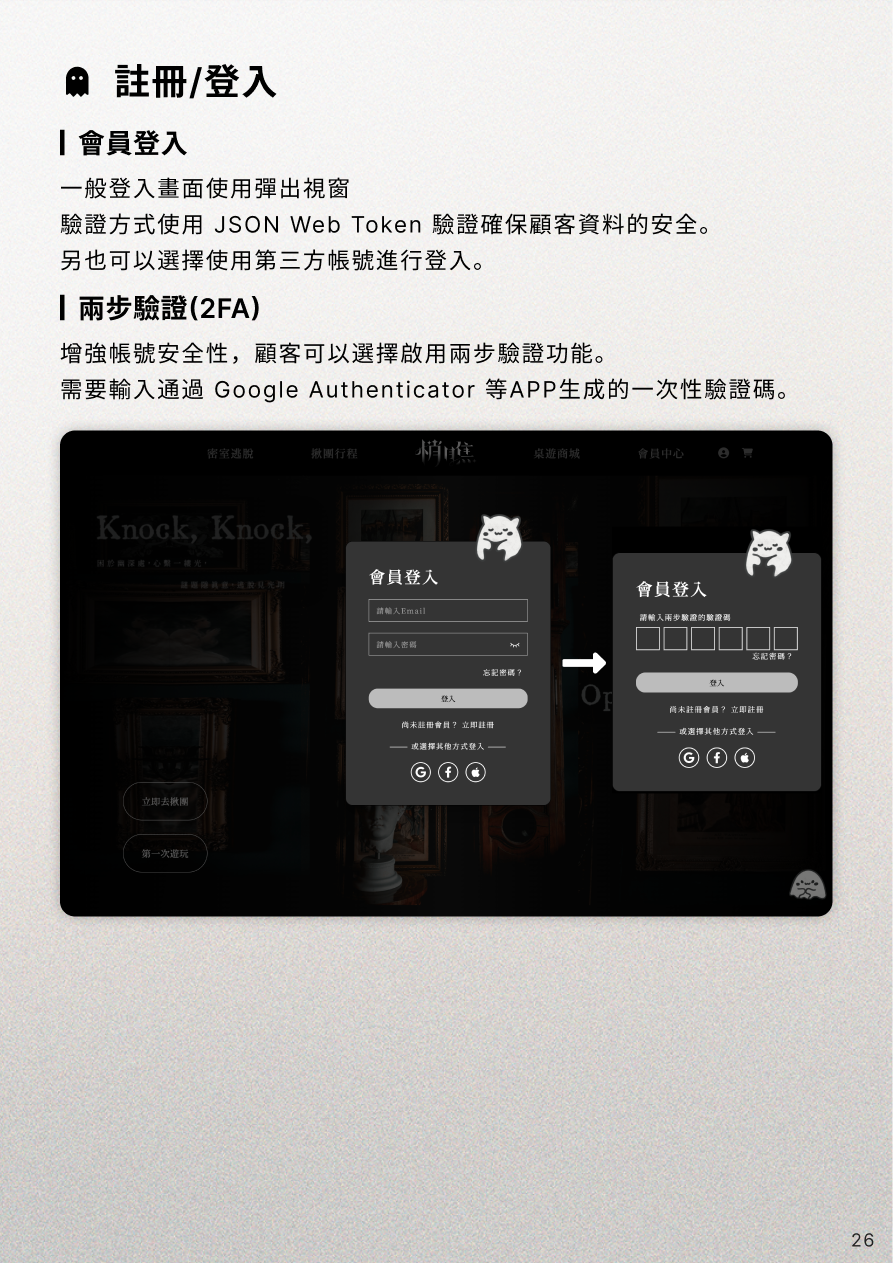 註冊/登入
會員登入
一般登入畫面使用彈出視窗
驗證方式使用 JSON Web Token 驗證確保顧客資料的安全。
另也可以選擇使用第三方帳號進行登入。
兩步驗證(2FA)
增強帳號安全性，顧客可以選擇啟用兩步驗證功能。
需要輸入通過 Google Authenticator 等APP生成的一次性驗證碼。
密室逃脫 揪團行程 悄瞧 桌遊商城 會員中心
Knock, Knock,
會員登入
請輸入Email
請輸入密碼
忘記密碼？
登入
尚未註冊會員？ 立即註冊
或選擇其他方式登入
Op
會員登入
請輸入兩步驗證的驗證碼
忘記密碼？
登入
尚未註冊會員？ 立即註冊
或選擇其他方式登入
立即去揪團
第一次遊玩
26